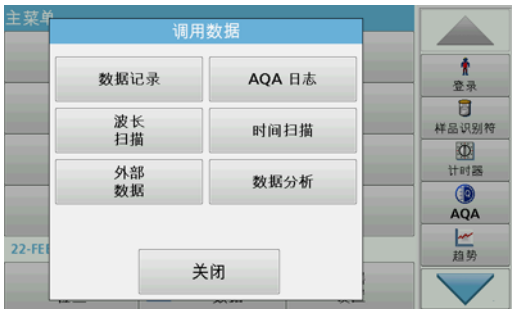 主菜单
调用数据
数据记录
AQA 日志
波长
扫描
时间扫描
外部
数据
数据分析
关闭
22-FE
登录
样品识别符
计时器
AQA
趋势